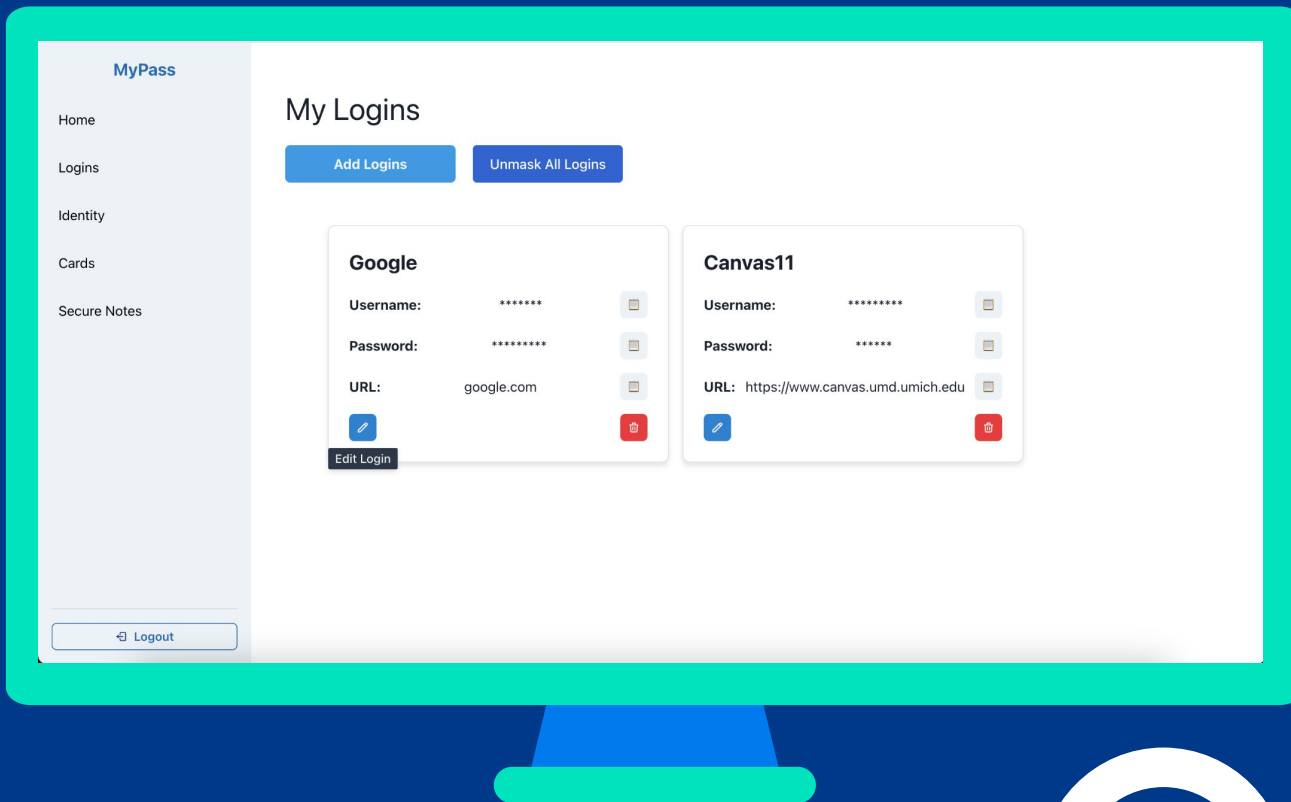 MyPass
Home
Logins
Identity
Cards
Secure Notes
Logout
My Logins
Add Logins
Unmask All Logins
Google
Username: *******
Password: *********
URL: google.com
Edit Login
Canvas11
Username: *********
Password: ******
URL: https://www.canvas.umd.umich.edu